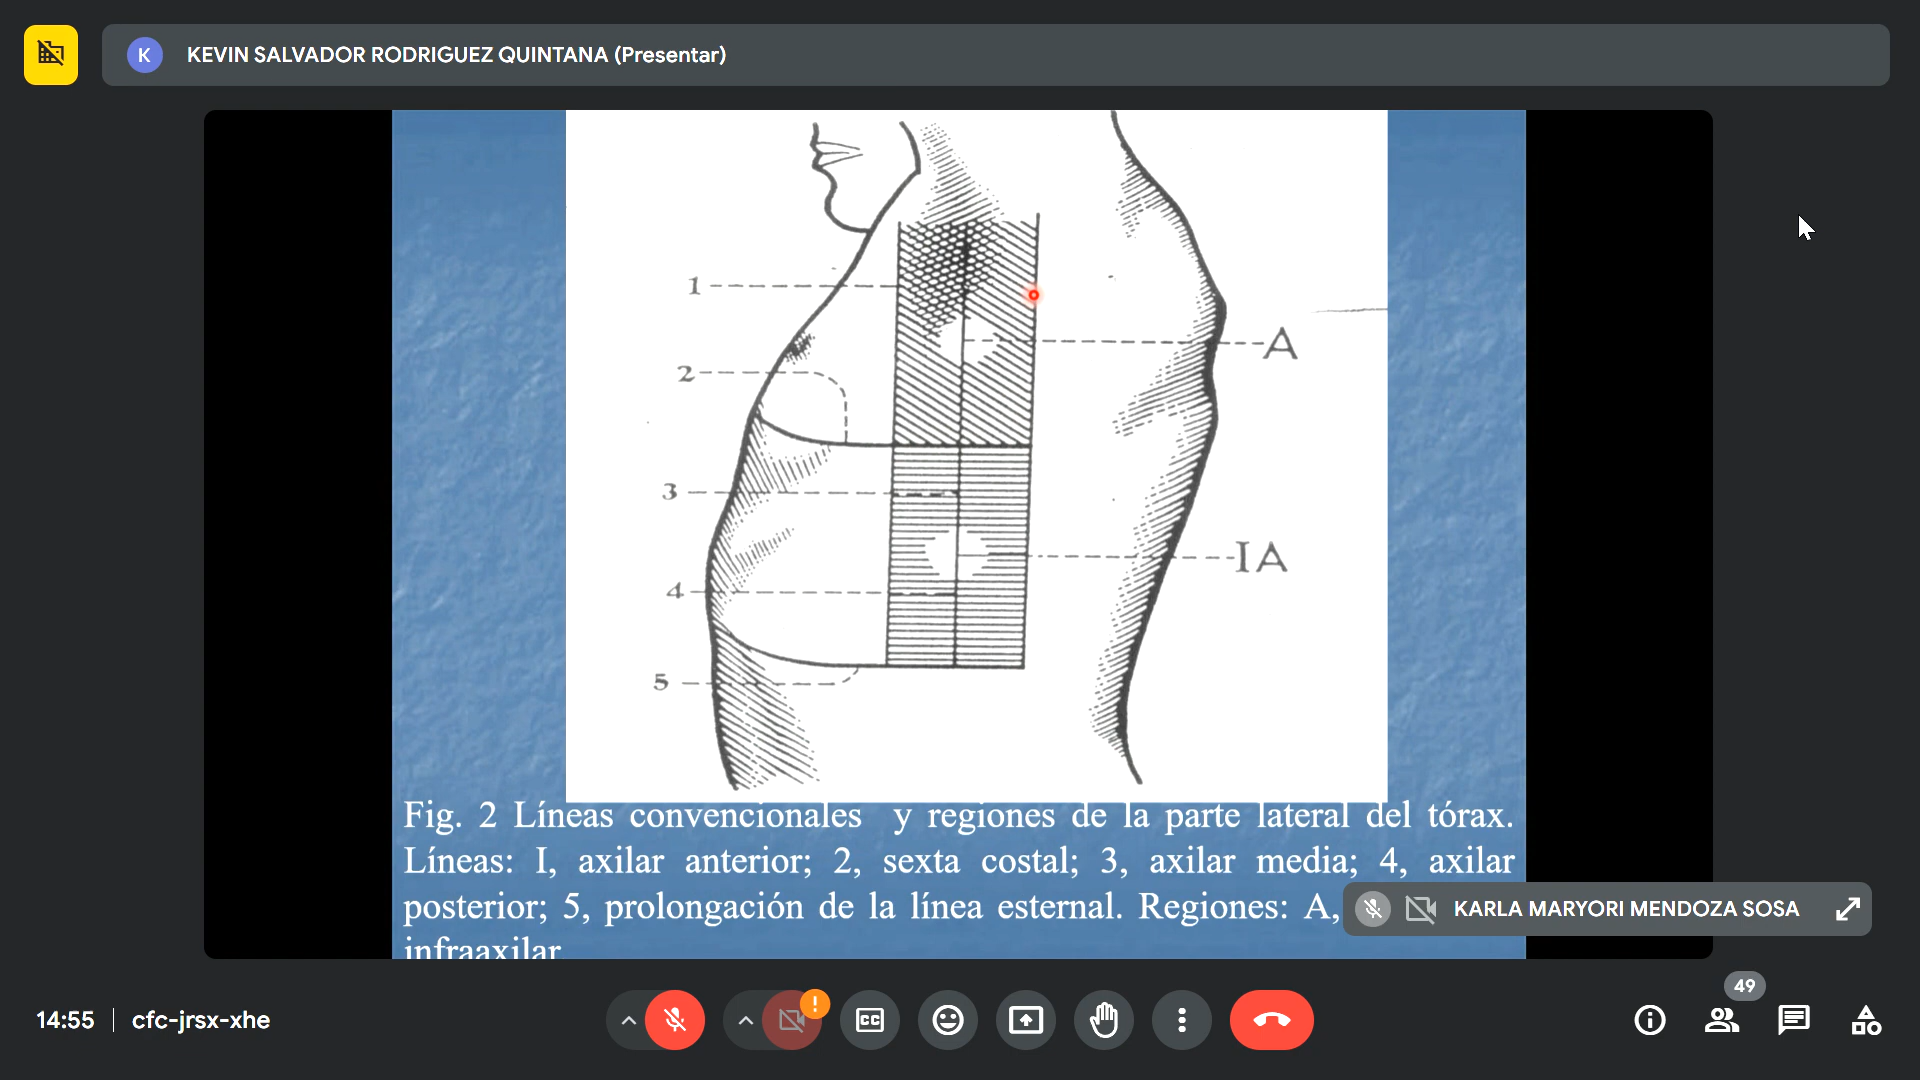 K KEVIN SALVADOR RODRIGUEZ QUINTANA (Presentar)
1
A
2
3
IA
4
5
Fig. 2 Líneas convencionales y regiones de la parte lateral del tórax.
Líneas: I, axilar anterior; 2, sexta costal; 3, axilar media; 4, axilar
posterior; 5, prolongación de la línea esternal. Regiones: A,
infraaxilar
KARLA MARYORI MENDOZA SOSA
49
14:55 cfc-jrsx-xhe
! CC